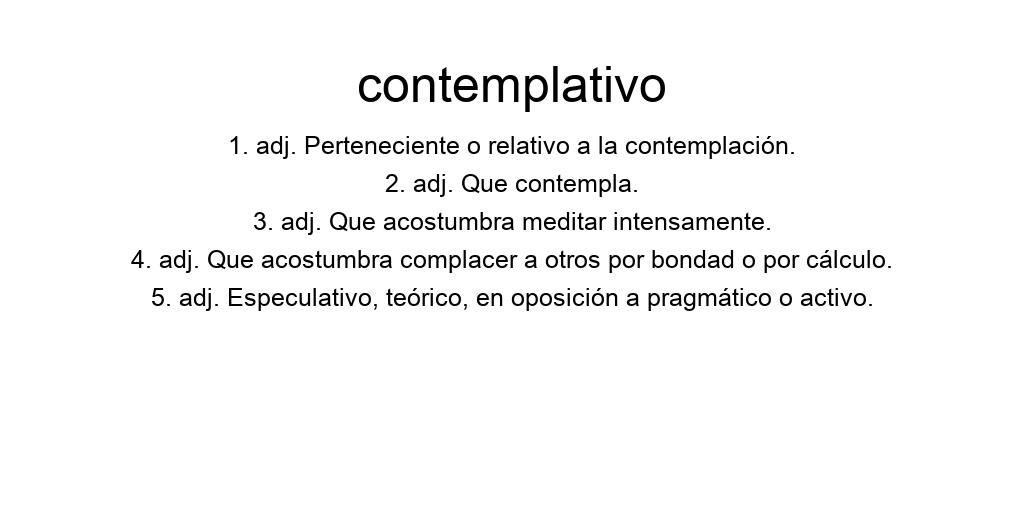 contemplativo
1. adj. Perteneciente o relativo a la contemplación.
2. adj. Que contempla.
3. adj. Que acostumbra meditar intensamente.
4. adj. Que acostumbra complacer a otros por bondad o por cálculo.
5. adj. Especulativo, teórico, en oposición a pragmático o activo.